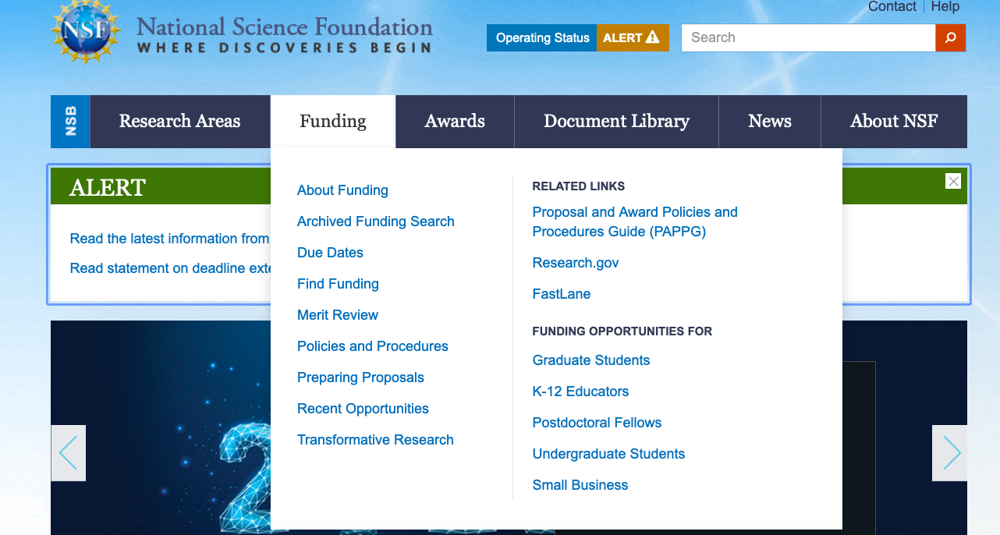 Contact Help
NSF
National Science Foundation
WHERE DISCOVERIES BEGIN
Operating Status ALERT
Search
NSB
Research Areas Funding Awards Document Library News About NSF
ALERT
Read the latest information from
Read statement on deadline exte
About Funding
Archived Funding Search
Due Dates
Find Funding
Merit Review
Policies and Procedures
Preparing Proposals
Recent Opportunities
Transformative Research
RELATED LINKS
Proposal and Award Policies and
Procedures Guide (PAPPG)
Research.gov
FastLane
FUNDING OPPORTUNITIES FOR
Graduate Students
K-12 Educators
Postdoctoral Fellows
Undergraduate Students
Small Business
2